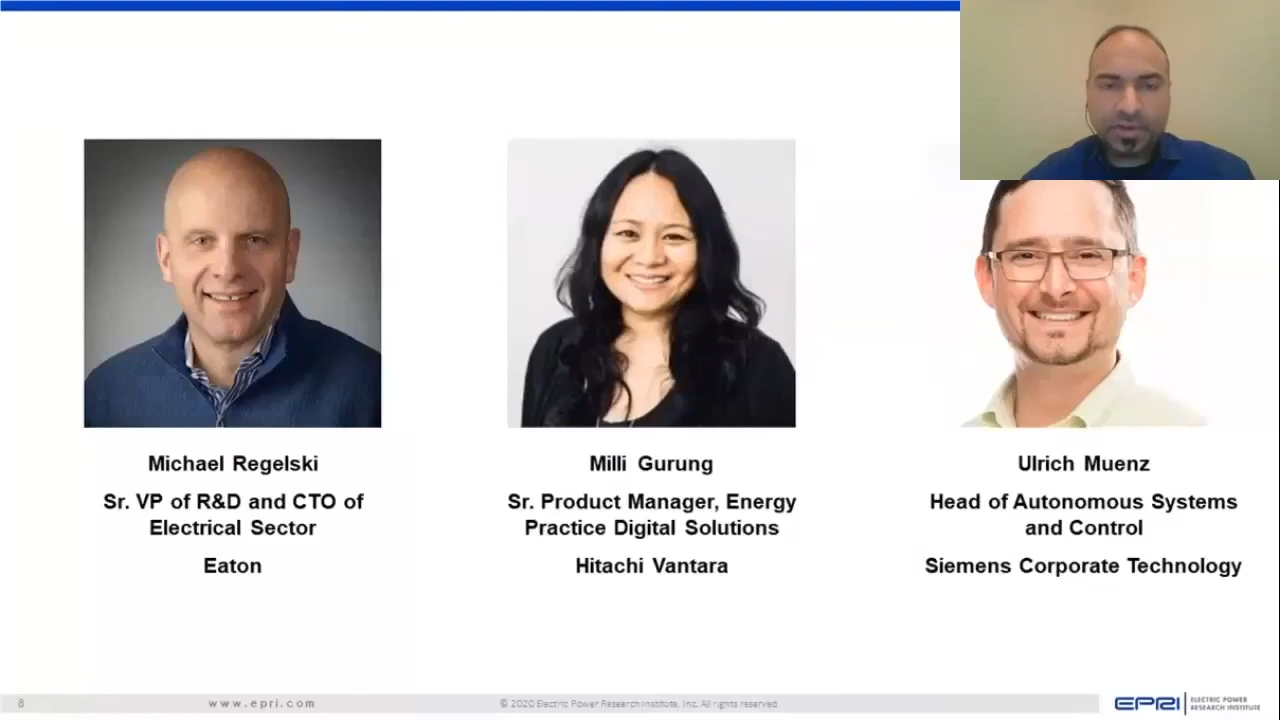 Michael Regelski
Sr. VP of R&D and CTO of
Electrical Sector
Eaton
Milli Gurung
Sr. Product Manager, Energy
Practice Digital Solutions
Hitachi Vantara
Ulrich Muenz
Head of Autonomous Systems
and Control
Siemens Corporate Technology
8
www.epri.com
© 2020 Electric Power Research Institute, Inc. All rights reserved
EPRI
ELECTRIC POWER
RESEARCH INSTITUTE